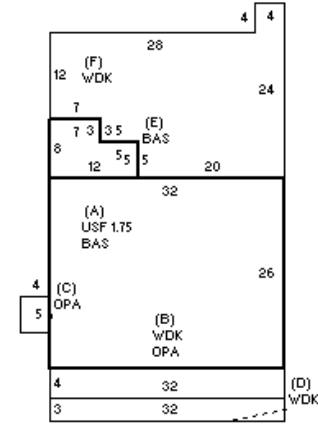 4 4
28
(F)
WDK
12
24
7
7 3 3 5
(E)
BAS
8
5 5 5
12
20
32
(A)
USF 1.75
BAS
26
4
(C)
OPA
5
(B)
WDK
OPA
4 32
(D)
WDK
3 32